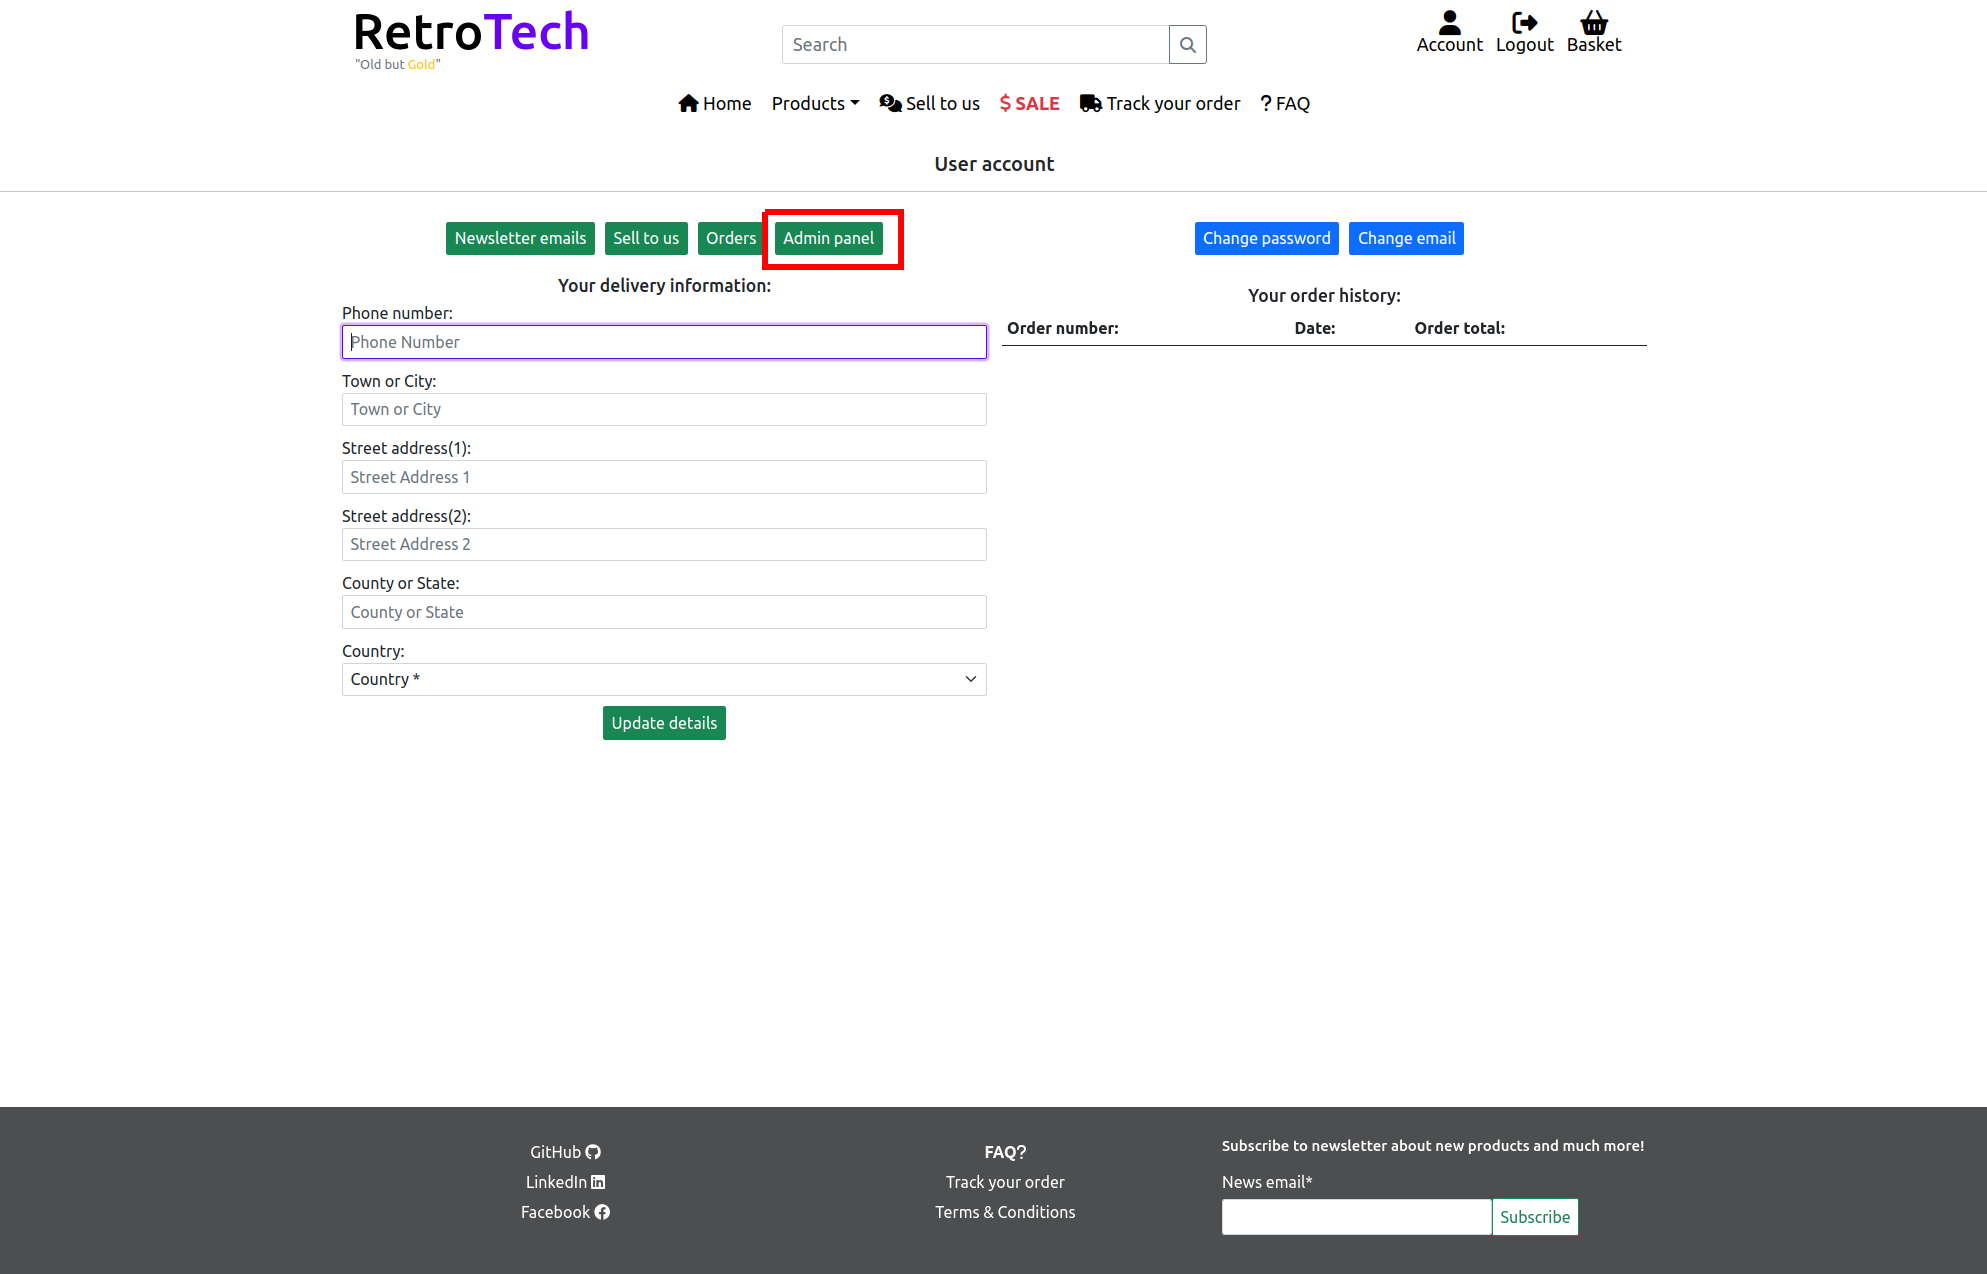 RetroTech
"Old but Gold"
Search
Account Logout Basket
Home Products Sell to us $ SALE Track your order ? FAQ
User account
Newsletter emails Sell to us Orders Admin panel
Change password Change email
Your delivery information:
Phone number:
Phone Number
Town or City:
Town or City
Street address(1):
Street Address 1
Street address(2):
Street Address 2
County or State:
County or State
Country:
Country *
Update details
Your order history:
Order number: Date: Order total:
GitHub
LinkedIn
Facebook
FAQ?
Track your order
Terms & Conditions
Subscribe to newsletter about new products and much more!
News email*
Subscribe